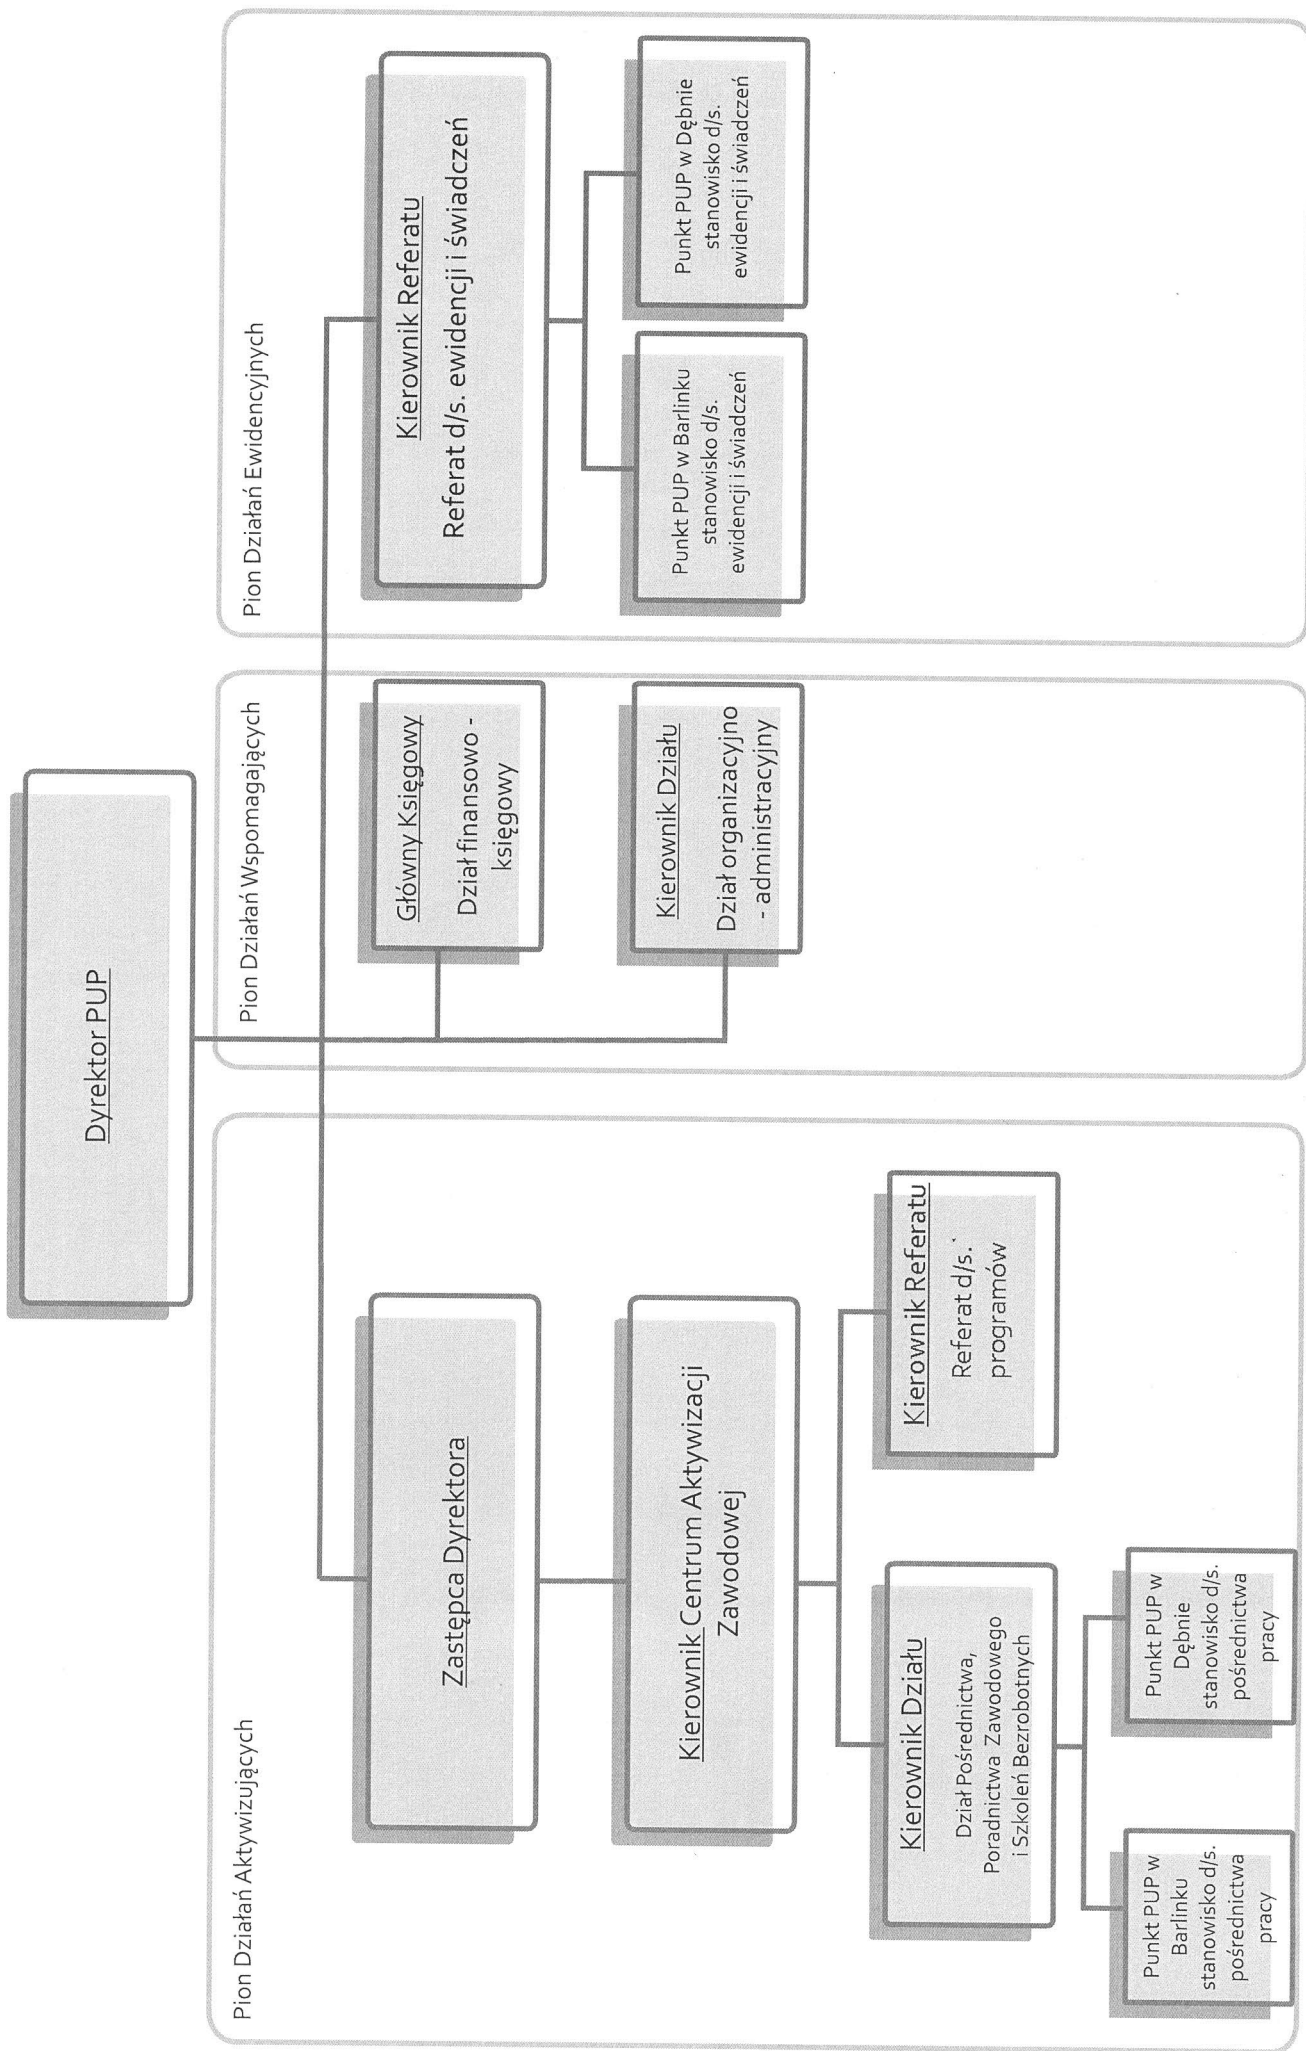 Dyrektor PUP
Pion Działań Aktywizujących
Zastępca Dyrektora
Kierownik Centrum Aktywizacji
Zawodowej
Kierownik Działu
Dział Pośrednictwa,
Poradnictwa Zawodowego
i Szkoleń Bezrobotnych
Kierownik Referatu
Referat d/s.
programów
Punkt PUP w
Barlinku
stanowisko d/s.
pośrednictwa
pracy
Punkt PUP w
Dębnie
stanowisko d/s.
pośrednictwa
pracy
Pion Działań Wspomagających
Główny Księgowy
Dział finansowo -
księgowy
Kierownik Działu
Dział organizacyjno
- administracyjny
Pion Działań Ewidencyjnych
Kierownik Referatu
Referat d/s. ewidencji i świadczeń
Punkt PUP w Barlinku
stanowisko d/s.
ewidencji i świadczeń
Punkt PUP w Dębnie
stanowisko d/s.
ewidencji i świadczeń